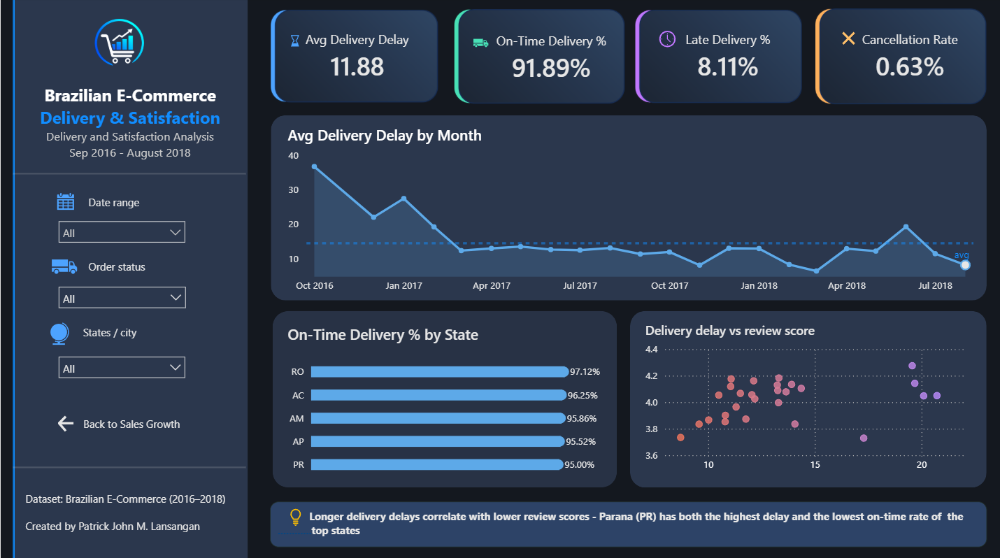 Brazilian E-Commerce
Delivery & Satisfaction
Delivery and Satisfaction Analysis
Sep 2016 - August 2018
Date range
All
Order status
All
States / city
All
Back to Sales Growth
Dataset: Brazilian E-Commerce (2016–2018)
Created by Patrick John M. Lansangan
Avg Delivery Delay
11.88
On-Time Delivery %
91.89%
Late Delivery %
8.11%
Cancellation Rate
0.63%
Avg Delivery Delay by Month
40
30
20
10
avg
Oct 2016 Jan 2017 Apr 2017 Jul 2017 Oct 2017 Jan 2018 Apr 2018 Jul 2018
On-Time Delivery % by State
RO 97.12%
AC 96.25%
AM 95.86%
AP 95.52%
PR 95.00%
Delivery delay vs review score
4.4
4.2
4.0
3.8
3.6
10 15 20
Longer delivery delays correlate with lower review scores - Parana (PR) has both the highest delay and the lowest on-time rate of the
top states